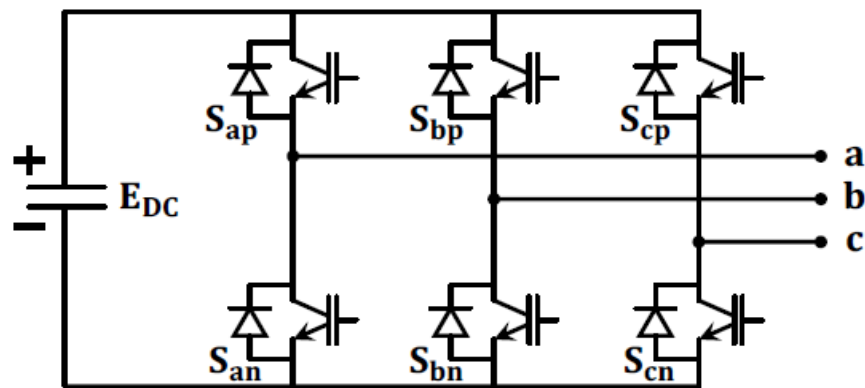 S_ap
S_bp
S_cp
a
+
E_DC
b
−
c
S_an
S_bn
S_cn